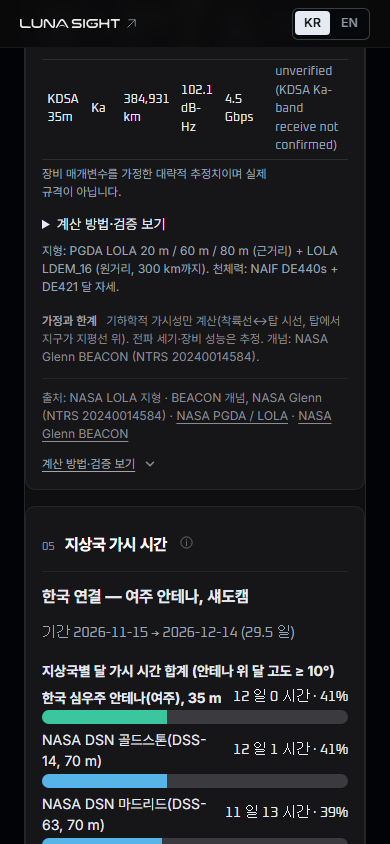 LUNA SIGHT ↗
KR EN
unverified
KDSA 35m Ka 384,931 km 102.1 dB-Hz 4.5 Gbps (KDSA Ka-
band
receive not
confirmed)
장비 매개변수를 가정한 대략적 추정치이며 실제
규격이 아닙니다.
▶ 계산 방법·검증 보기
지형: PGDA LOLA 20 m / 60 m / 80 m (근거리) + LOLA
LDEM_16 (원거리, 300 km까지). 천체력: NAIF DE440s +
DE421 달 자세.
가정과 한계 기하학적 가시성만 계산(착륙선↔탑 시선, 탑에서
지구가 지평선 위). 전파 세기·장비 성능은 추정. 개념: NASA
Glenn BEACON (NTRS 20240014584).
출처: NASA LOLA 지형 · BEACON 개념, NASA Glenn
(NTRS 20240014584) · NASA PGDA / LOLA · NASA
Glenn BEACON
계산 방법·검증 보기
05 지상국 가시 시간 ⓘ
한국 연결 — 여주 안테나, 섀도캠
기간 2026-11-15 → 2026-12-14 (29.5 일)
지상국별 달 가시 시간 합계 (안테나 위 달 고도 ≥ 10°)
한국 심우주 안테나(여주), 35 m 12 일 0 시간 · 41%
NASA DSN 골드스톤(DSS-
14, 70 m) 12 일 1 시간 · 41%
NASA DSN 마드리드(DSS-
63, 70 m) 11 일 13 시간 · 39%